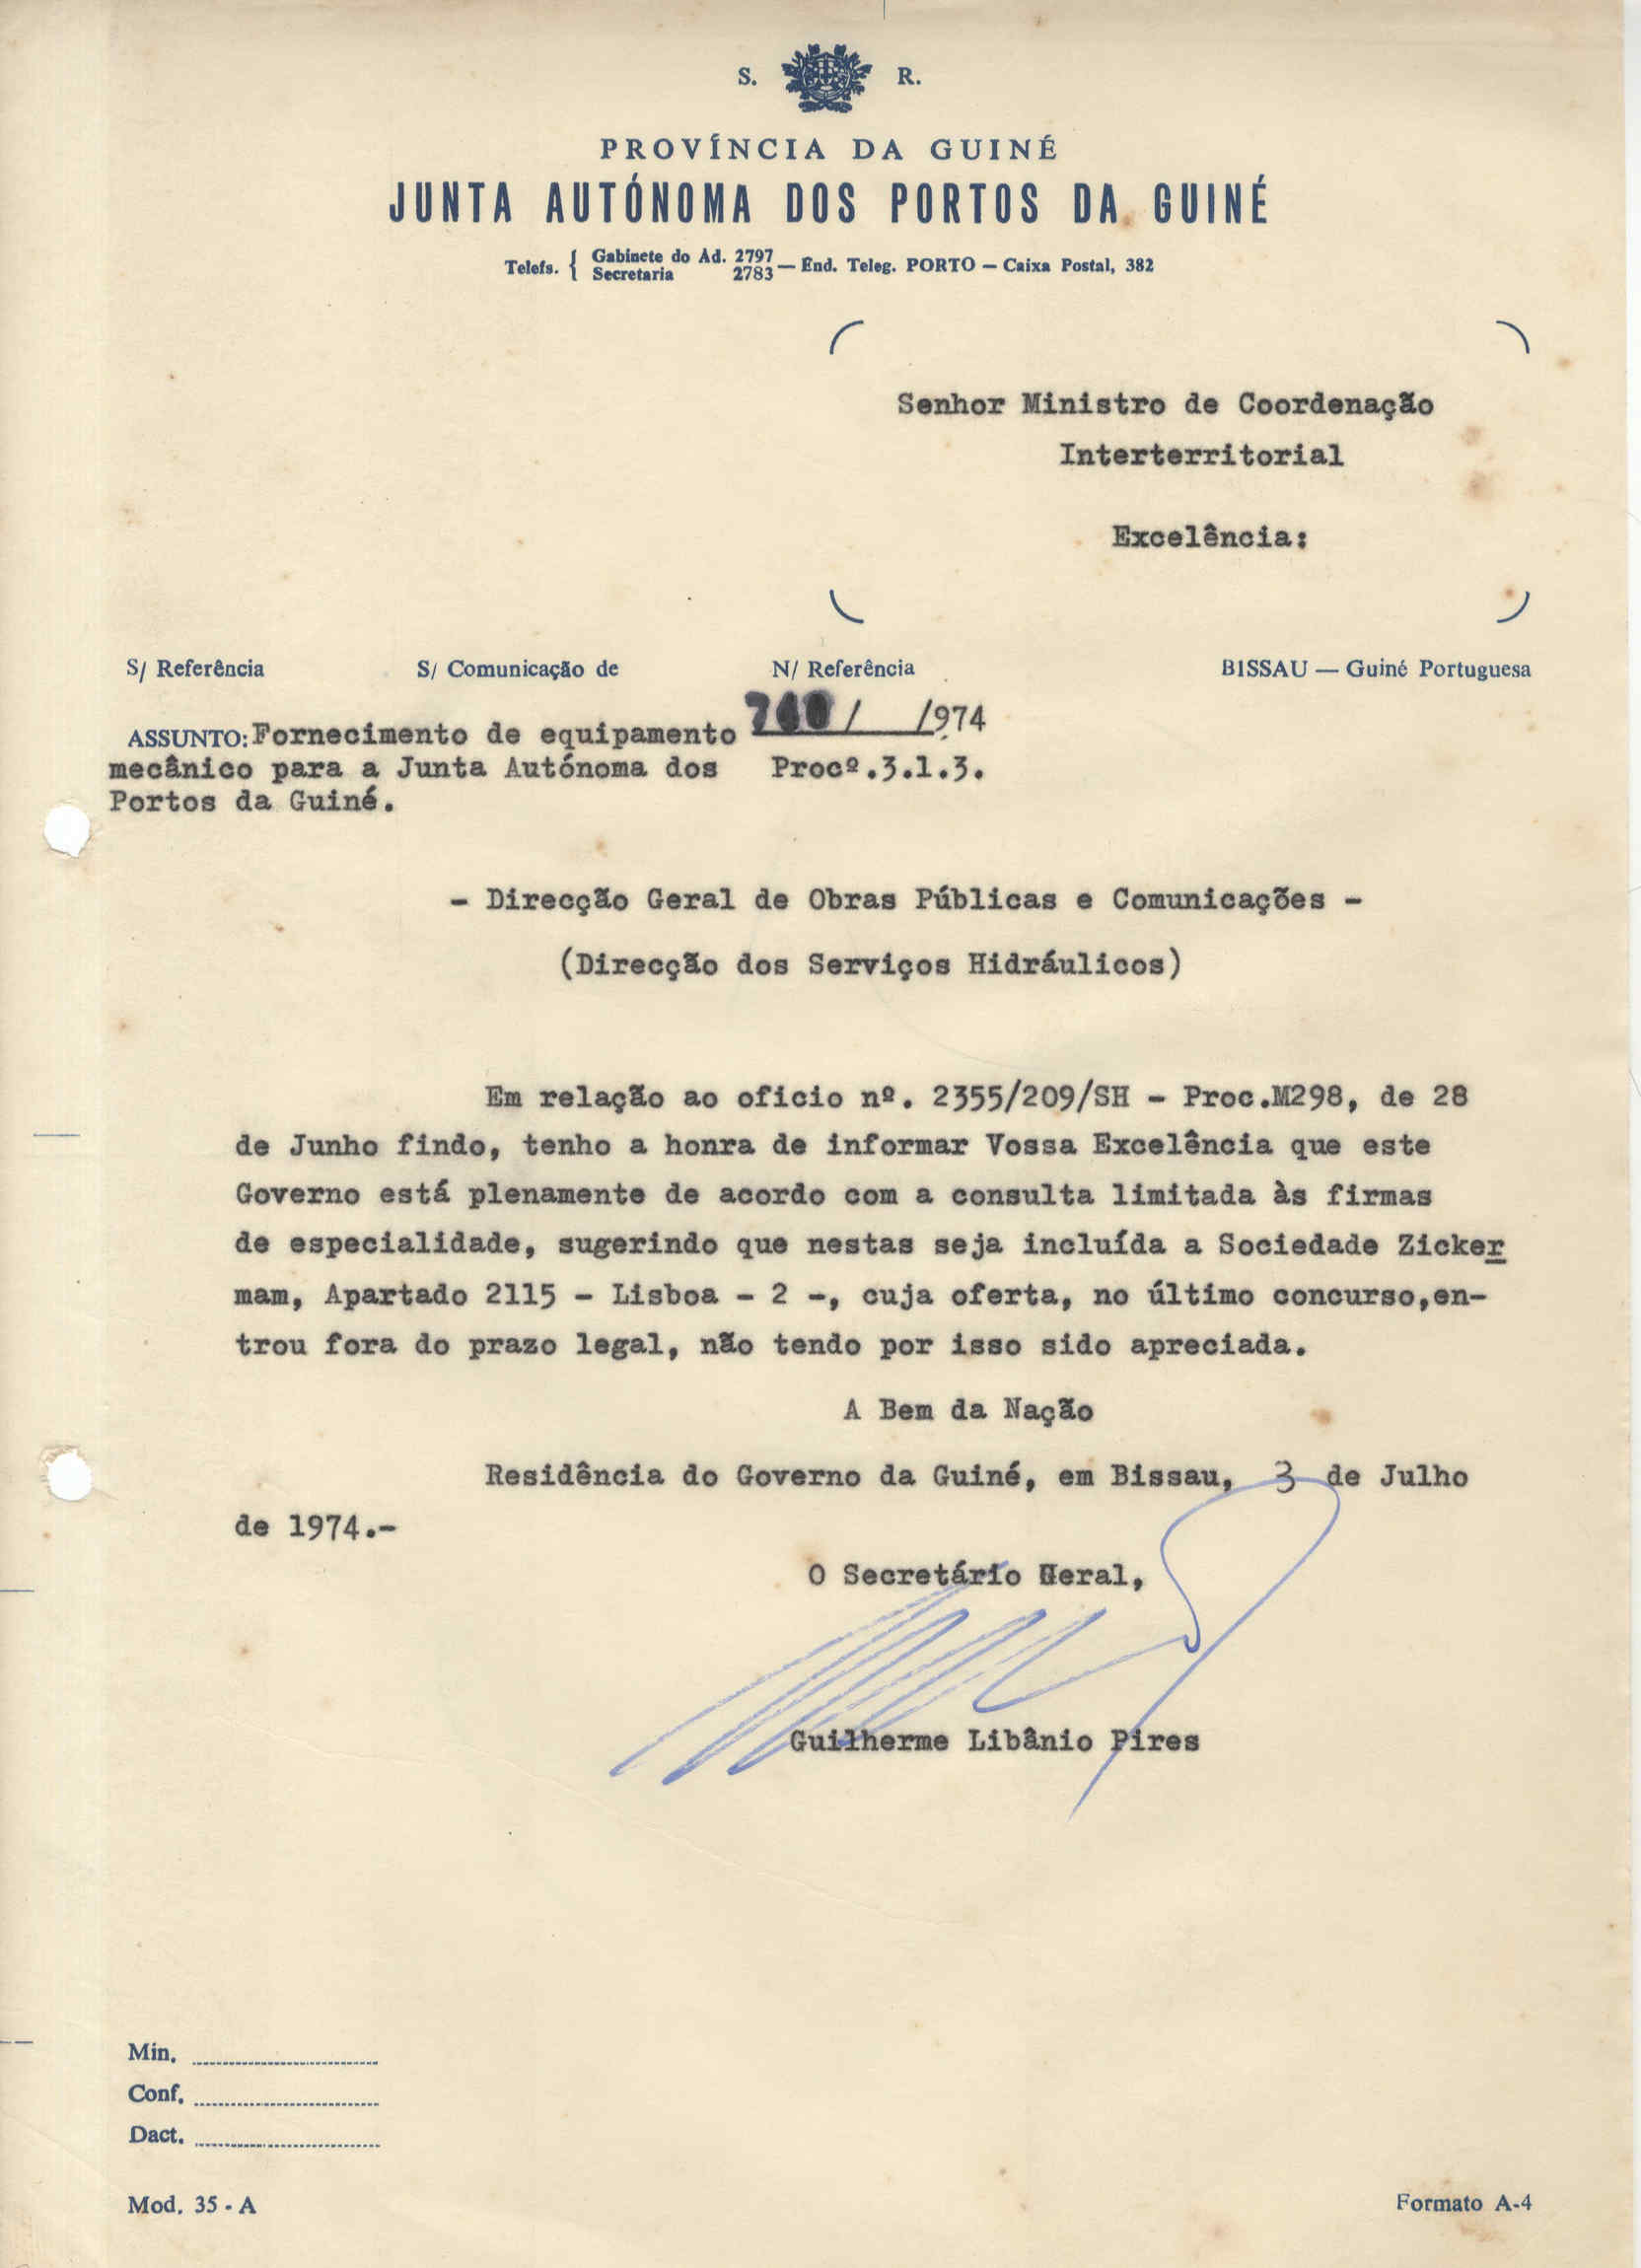 S. R.
PROVÍNCIA DA GUINÉ
JUNTA AUTÓNOMA DOS PORTOS DA GUINÉ
Telefs. { Gabinete do Ad. 2797
Secretaria 2783 — End. Teleg. PORTO — Caixa Postal, 382
Senhor Ministro de Coordenação
Interterritorial
Excelência:
S/ Referência S/ Comunicação de N/ Referência BISSAU — Guiné Portuguesa
/ /974
ASSUNTO: Fornecimento de equipamento
mecânico para a Junta Autónoma dos Procº.3.1.3.
Portos da Guiné.
- Direcção Geral de Obras Públicas e Comunicações -
(Direcção dos Serviços Hidráulicos)
Em relação ao oficio nº. 2355/209/SH - Proc.M298, de 28
de Junho findo, tenho a honra de informar Vossa Excelência que este
Governo está plenamente de acordo com a consulta limitada às firmas
de especialidade, sugerindo que nestas seja incluída a Sociedade Zicker
mam, Apartado 2115 - Lisboa - 2 -, cuja oferta, no último concurso,en-
trou fora do prazo legal, não tendo por isso sido apreciada.
A Bem da Nação
Residência do Governo da Guiné, em Bissau, 3 de Julho
de 1974.-
O Secretário Geral,
Guilherme Libânio Pires
Min.
Conf.
Dact.
Mod. 35 - A Formato A-4